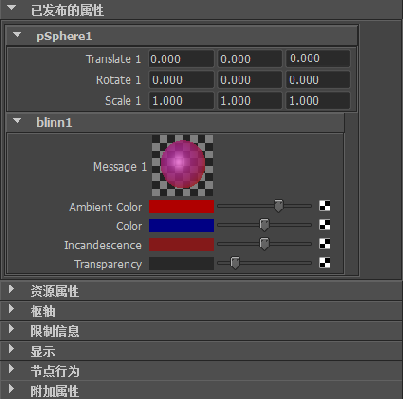 已发布的属性
pSphere1
Translate 1 0.000 0.000 0.000
Rotate 1 0.000 0.000 0.000
Scale 1 1.000 1.000 1.000
blinn1
Message 1
Ambient Color
Color
Incandescence
Transparency
资源属性
枢轴
限制信息
显示
节点行为
附加属性